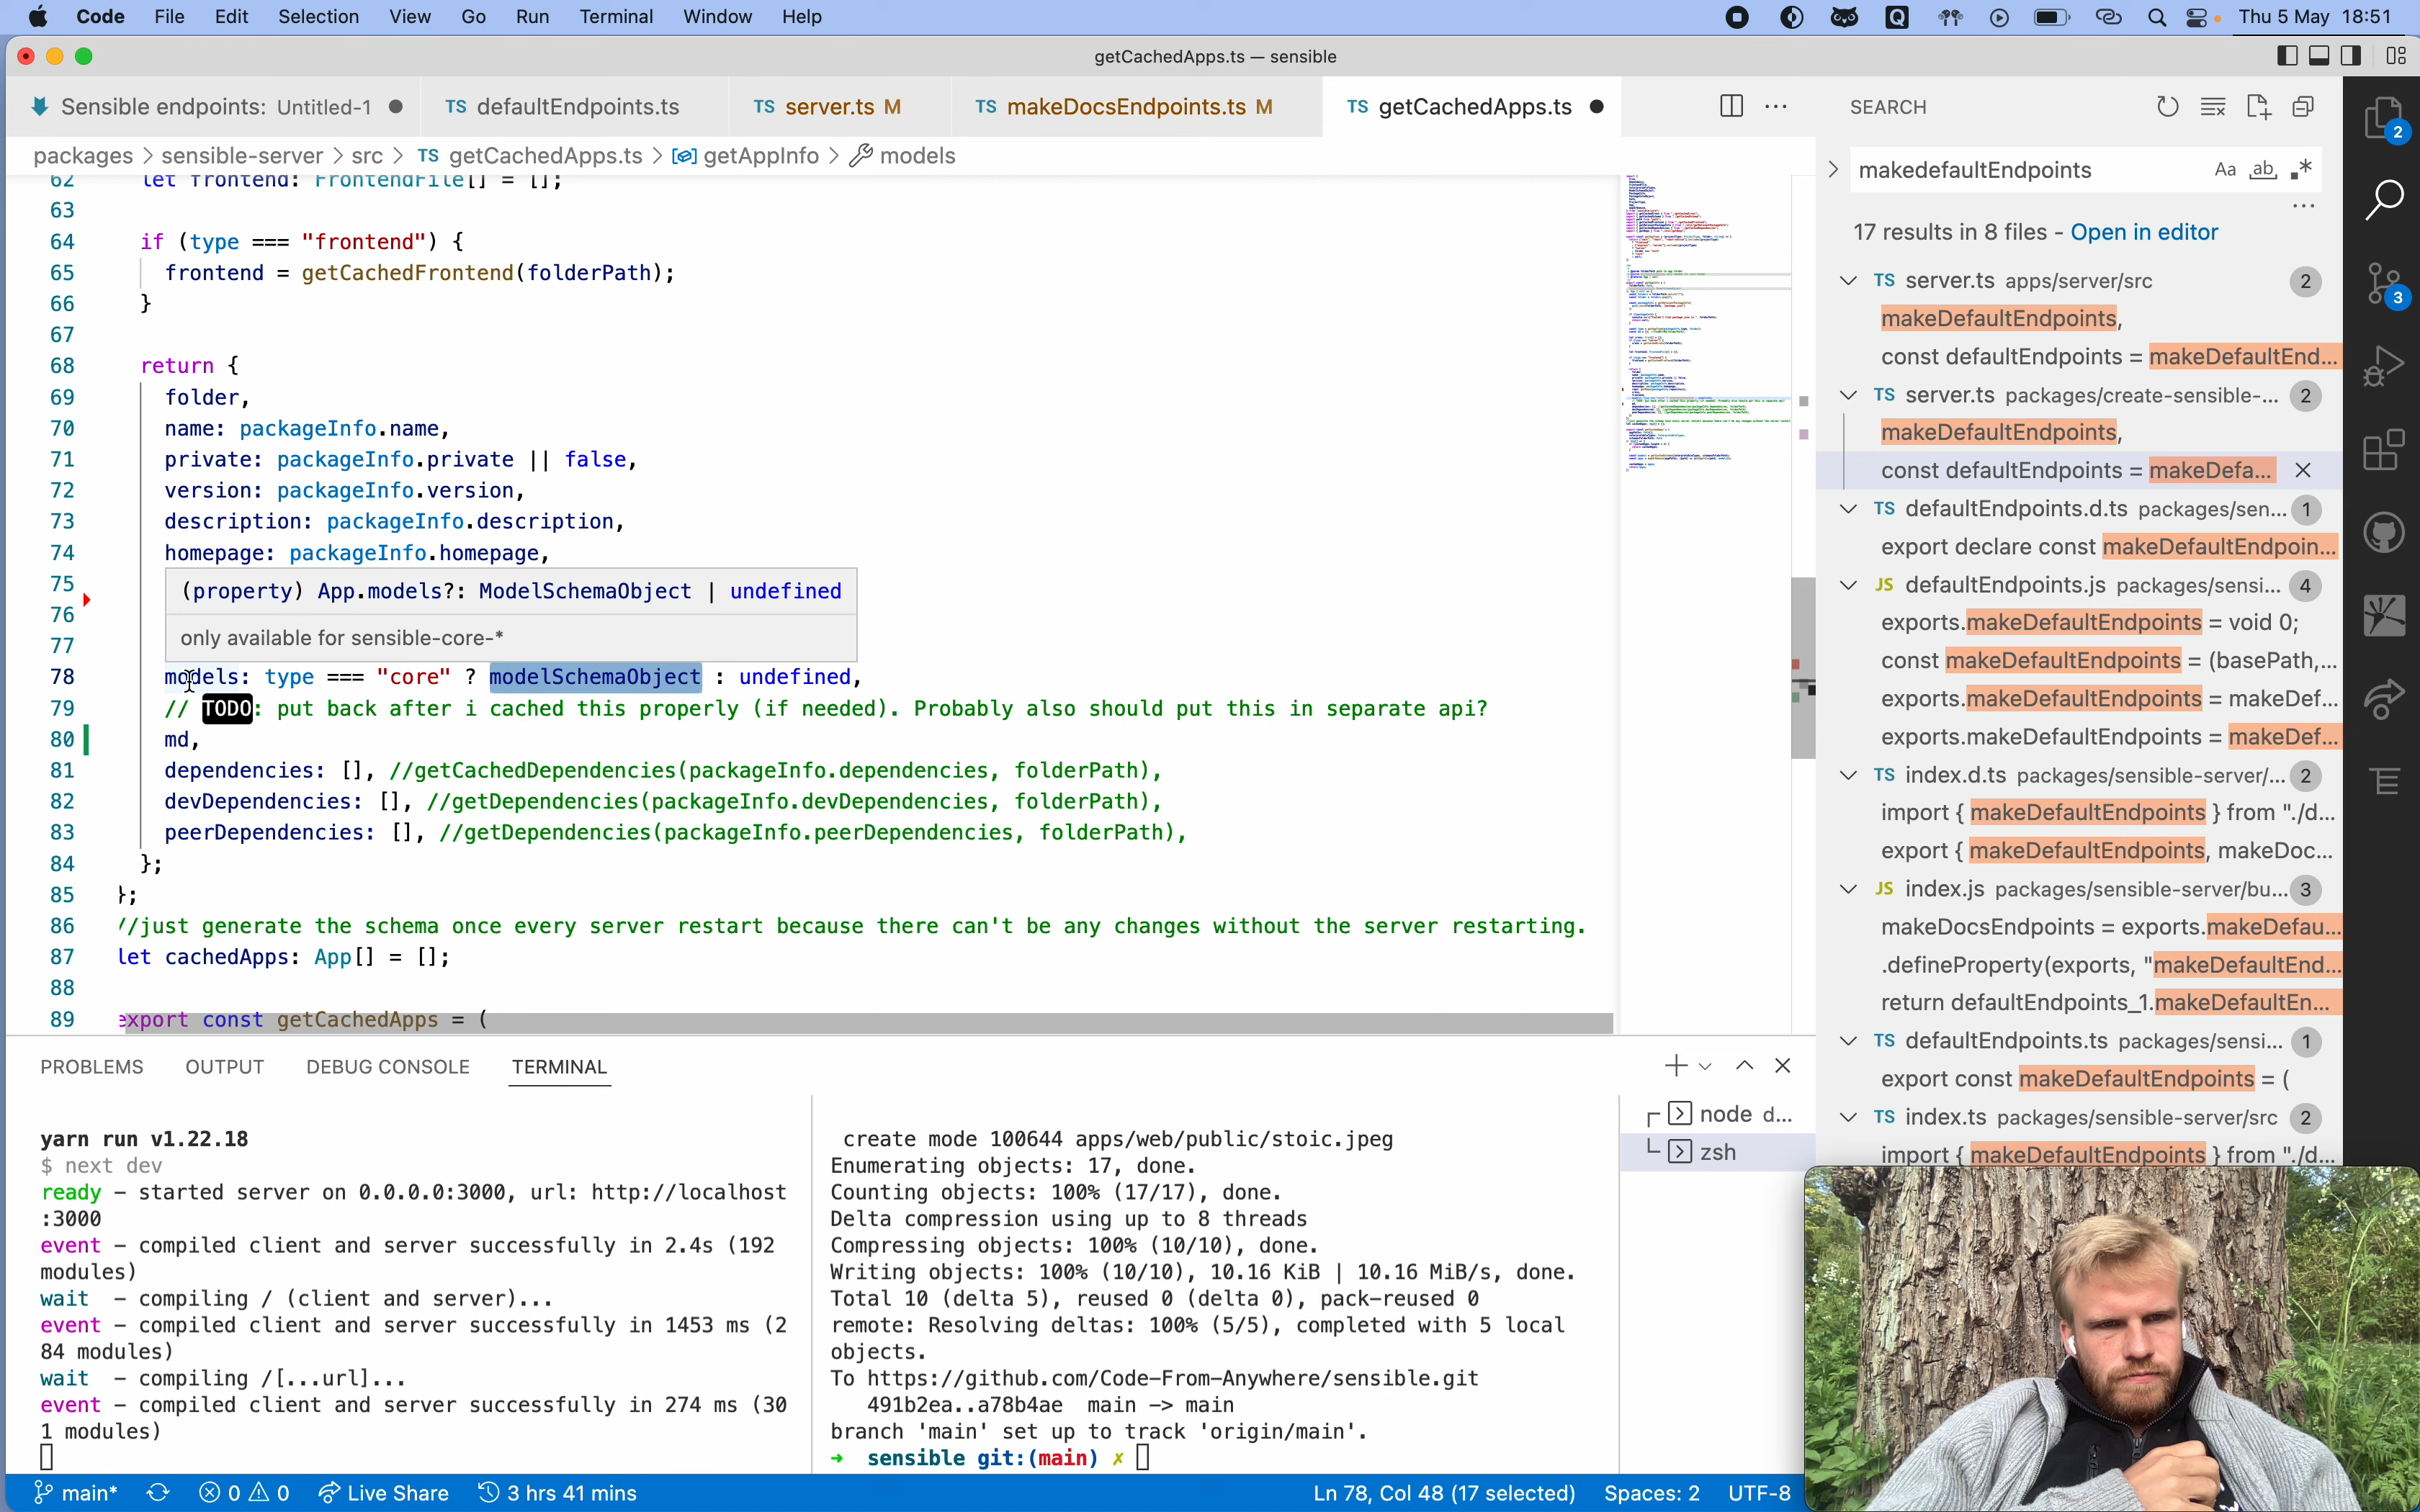 Code File Edit Selection View Go Run Terminal Window Help
Q
Thu 5 May 18:51
getCachedApps.ts — sensible
Sensible endpoints: Untitled-1
TS defaultEndpoints.ts
TS server.ts M
TS makeDocsEndpoints.ts M
TS getCachedApps.ts
packages > sensible-server > src > TS getCachedApps.ts > getAppInfo > models
62 let frontend: FrontendFile[] = [];
63
64 if (type === "frontend") {
65 frontend = getCachedFrontend(folderPath);
66 }
67
68 return {
69 folder,
70 name: packageInfo.name,
71 private: packageInfo.private || false,
72 version: packageInfo.version,
73 description: packageInfo.description,
74 homepage: packageInfo.homepage,
75
(property) App.models?: ModelSchemaObject | undefined
76
only available for sensible-core-*
77
78 models: type === "core" ? modelSchemaObject : undefined,
79 // TODO: put back after i cached this properly (if needed). Probably also should put this in separate api?
80 md,
81 dependencies: [], //getCachedDependencies(packageInfo.dependencies, folderPath),
82 devDependencies: [], //getDependencies(packageInfo.devDependencies, folderPath),
83 peerDependencies: [], //getDependencies(packageInfo.peerDependencies, folderPath),
84 };
85 };
86 //just generate the schema once every server restart because there can't be any changes without the server restarting.
87 let cachedApps: App[] = [];
88
89 export const getCachedApps = (
SEARCH
makedefaultEndpoints
Aa ab
17 results in 8 files - Open in editor
TS server.ts apps/server/src 2
makeDefaultEndpoints,
const defaultEndpoints = makeDefaultEnd...
TS server.ts packages/create-sensible-... 2
makeDefaultEndpoints,
const defaultEndpoints = makeDefa...
TS defaultEndpoints.d.ts packages/sen... 1
export declare const makeDefaultEndpoin...
JS defaultEndpoints.js packages/sensi... 4
exports.makeDefaultEndpoints = void 0;
const makeDefaultEndpoints = (basePath,...
exports.makeDefaultEndpoints = makeDef...
exports.makeDefaultEndpoints = makeDef...
TS index.d.ts packages/sensible-server/... 2
import { makeDefaultEndpoints } from "./d...
export { makeDefaultEndpoints, makeDoc...
JS index.js packages/sensible-server/bu... 3
makeDocsEndpoints = exports.makeDefau...
.defineProperty(exports, "makeDefaultEnd...
return defaultEndpoints_1.makeDefaultEn...
TS defaultEndpoints.ts packages/sensi... 1
export const makeDefaultEndpoints = (
TS index.ts packages/sensible-server/src 2
import { makeDefaultEndpoints } from "./d...
2
3
PROBLEMS OUTPUT DEBUG CONSOLE TERMINAL
yarn run v1.22.18
$ next dev
ready – started server on 0.0.0.0:3000, url: http://localhost
:3000
event – compiled client and server successfully in 2.4s (192
modules)
wait – compiling / (client and server)...
event – compiled client and server successfully in 1453 ms (2
84 modules)
wait – compiling /[...url]...
event – compiled client and server successfully in 274 ms (30
1 modules)
create mode 100644 apps/web/public/stoic.jpeg
Enumerating objects: 17, done.
Counting objects: 100% (17/17), done.
Delta compression using up to 8 threads
Compressing objects: 100% (10/10), done.
Writing objects: 100% (10/10), 10.16 KiB | 10.16 MiB/s, done.
Total 10 (delta 5), reused 0 (delta 0), pack-reused 0
remote: Resolving deltas: 100% (5/5), completed with 5 local
objects.
To https://github.com/Code-From-Anywhere/sensible.git
491b2ea..a78b4ae main -> main
branch 'main' set up to track 'origin/main'.
→ sensible git:(main) ✗
node d...
zsh
main* 0 0 Live Share 3 hrs 41 mins
Ln 78, Col 48 (17 selected) Spaces: 2 UTF-8